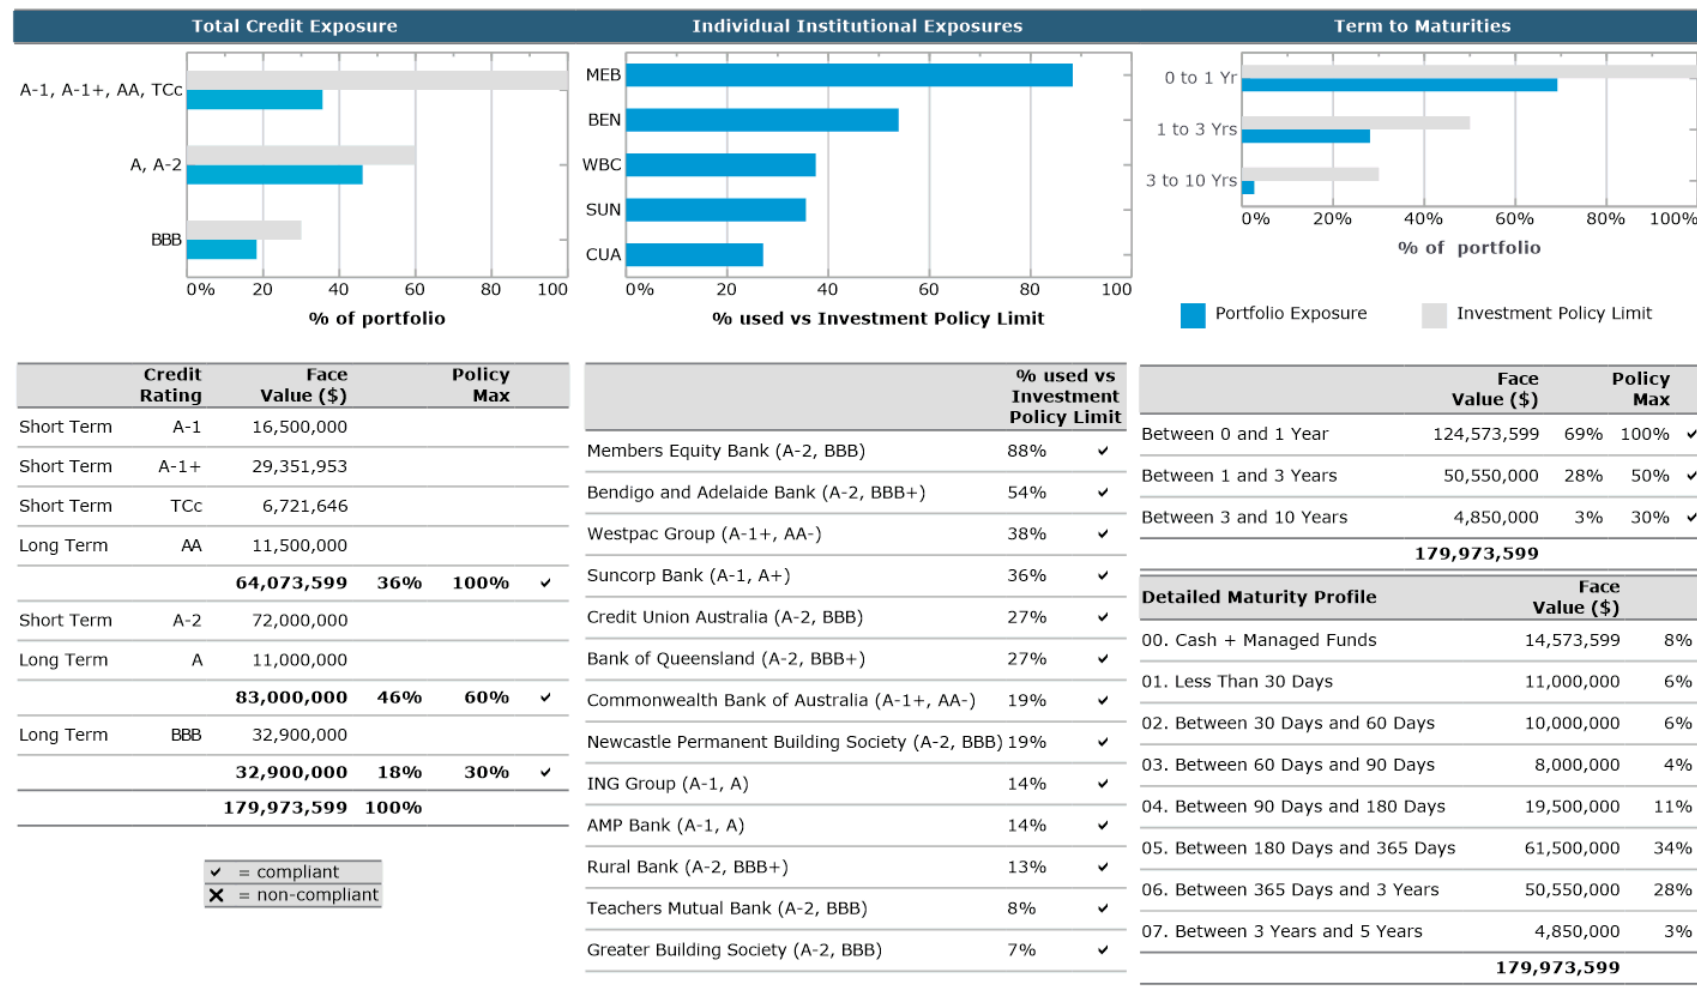 Total Credit Exposure
A-1, A-1+, AA, TCc
A, A-2
BBB
0% 20 40 60 80 100
% of portfolio
Individual Institutional Exposures
MEB
BEN
WBC
SUN
CUA
0% 20 40 60 80 100
% used vs Investment Policy Limit
Term to Maturities
0 to 1 Yr
1 to 3 Yrs
3 to 10 Yrs
0% 20% 40% 60% 80% 100%
% of portfolio
Portfolio Exposure Investment Policy Limit
Credit Face Policy
Rating Value ($) Max
Short Term A-1 16,500,000
Short Term A-1+ 29,351,953
Short Term TCc 6,721,646
Long Term AA 11,500,000
64,073,599 36% 100% ✓
Short Term A-2 72,000,000
Long Term A 11,000,000
83,000,000 46% 60% ✓
Long Term BBB 32,900,000
32,900,000 18% 30% ✓
179,973,599 100%
✓ = compliant
✗ = non-compliant
% used vs
Investment
Policy Limit
Members Equity Bank (A-2, BBB) 88% ✓
Bendigo and Adelaide Bank (A-2, BBB+) 54% ✓
Westpac Group (A-1+, AA-) 38% ✓
Suncorp Bank (A-1, A+) 36% ✓
Credit Union Australia (A-2, BBB) 27% ✓
Bank of Queensland (A-2, BBB+) 27% ✓
Commonwealth Bank of Australia (A-1+, AA-) 19% ✓
Newcastle Permanent Building Society (A-2, BBB) 19% ✓
ING Group (A-1, A) 14% ✓
AMP Bank (A-1, A) 14% ✓
Rural Bank (A-2, BBB+) 13% ✓
Teachers Mutual Bank (A-2, BBB) 8% ✓
Greater Building Society (A-2, BBB) 7% ✓
Face Policy
Value ($) Max
Between 0 and 1 Year 124,573,599 69% 100% ✓
Between 1 and 3 Years 50,550,000 28% 50% ✓
Between 3 and 10 Years 4,850,000 3% 30% ✓
179,973,599
Face
Detailed Maturity Profile Value ($)
00. Cash + Managed Funds 14,573,599 8%
01. Less Than 30 Days 11,000,000 6%
02. Between 30 Days and 60 Days 10,000,000 6%
03. Between 60 Days and 90 Days 8,000,000 4%
04. Between 90 Days and 180 Days 19,500,000 11%
05. Between 180 Days and 365 Days 61,500,000 34%
06. Between 365 Days and 3 Years 50,550,000 28%
07. Between 3 Years and 5 Years 4,850,000 3%
179,973,599